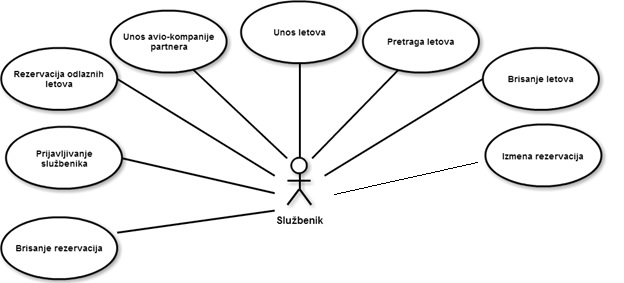 Unos avio-kompanije
partnera
Unos letova
Pretraga letova
Rezervacija odlaznih
letova
Brisanje letova
Prijavljivanje
službenika
Izmena rezervacija
Službenik
Brisanje rezervacija